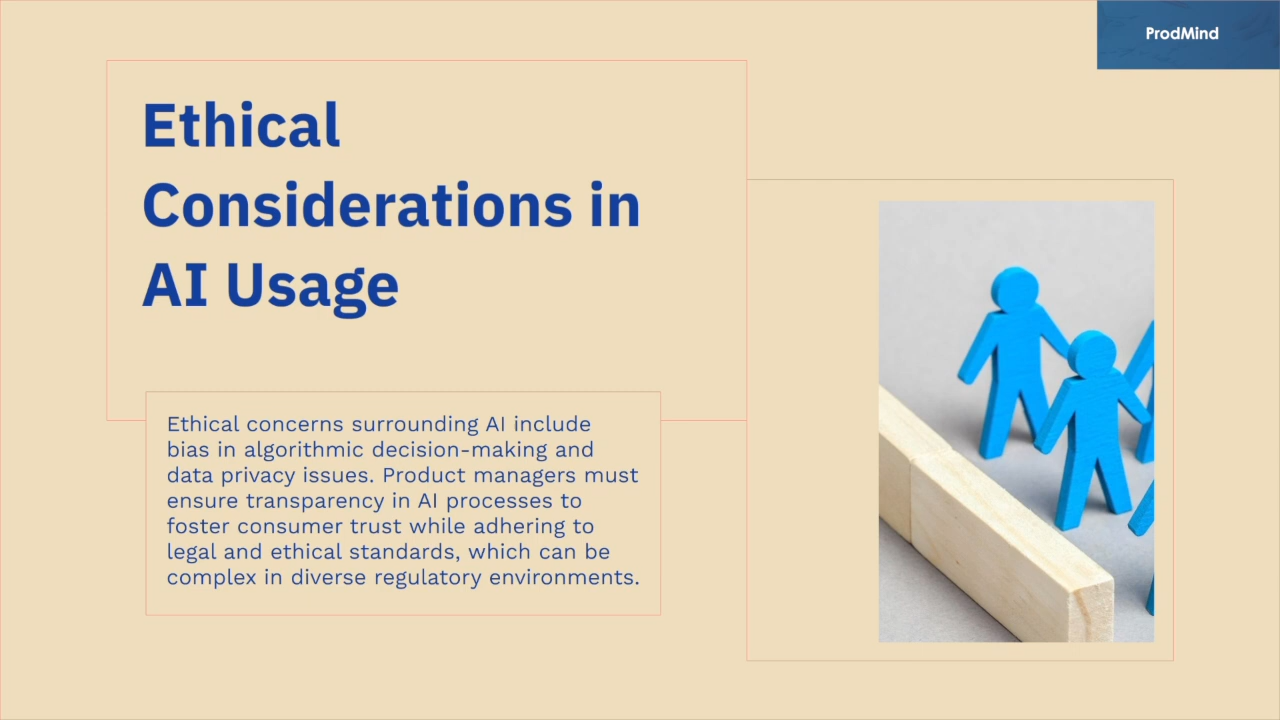 ProdMind
Ethical
Considerations in
AI Usage
Ethical concerns surrounding AI include
bias in algorithmic decision-making and
data privacy issues. Product managers must
ensure transparency in AI processes to
foster consumer trust while adhering to
legal and ethical standards, which can be
complex in diverse regulatory environments.